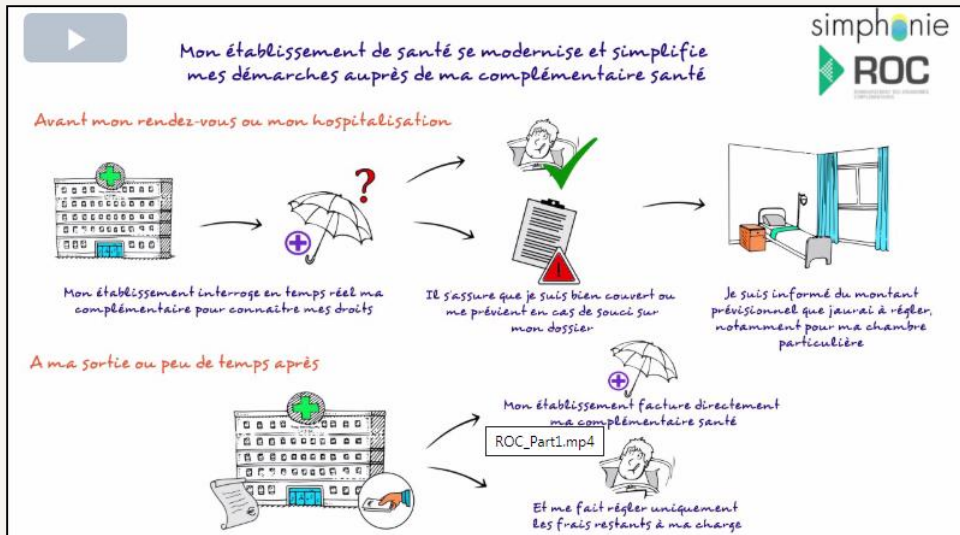 simphonie
ROC
Mon établissement de santé se modernise et simplifie
mes démarches auprès de ma complémentaire santé
Avant mon rendez-vous ou mon hospitalisation
?
Mon établissement interroge en temps réel ma
complémentaire pour connaitre mes droits
!
Il s'assure que je suis bien couvert ou
me prévient en cas de souci sur
mon dossier
Je suis informé du montant
prévisionnel que jaurai à régler,
notamment pour ma chambre
particulière
A ma sortie ou peu de temps après
Mon établissement facture directement
ma complémentaire santé
ROC_Part1.mp4
Et me fait régler uniquement
les frais restants à ma charge